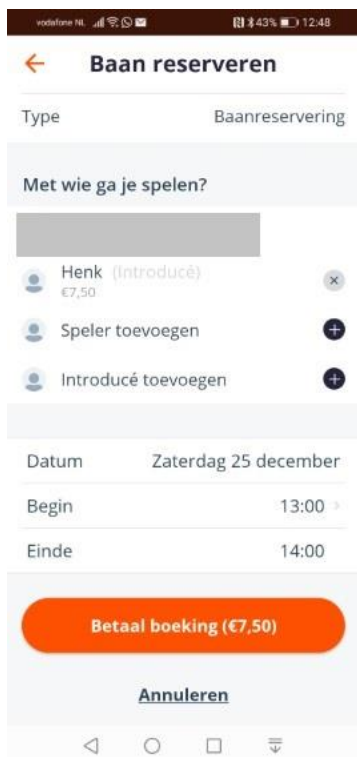 vodafone NL 43% 12:48
Baan reserveren
Type Baanreservering
Met wie ga je spelen?
Henk (Introducé)
€7,50
Speler toevoegen
Introducé toevoegen
Datum Zaterdag 25 december
Begin 13:00
Einde 14:00
Betaal boeking (€7,50)
Annuleren